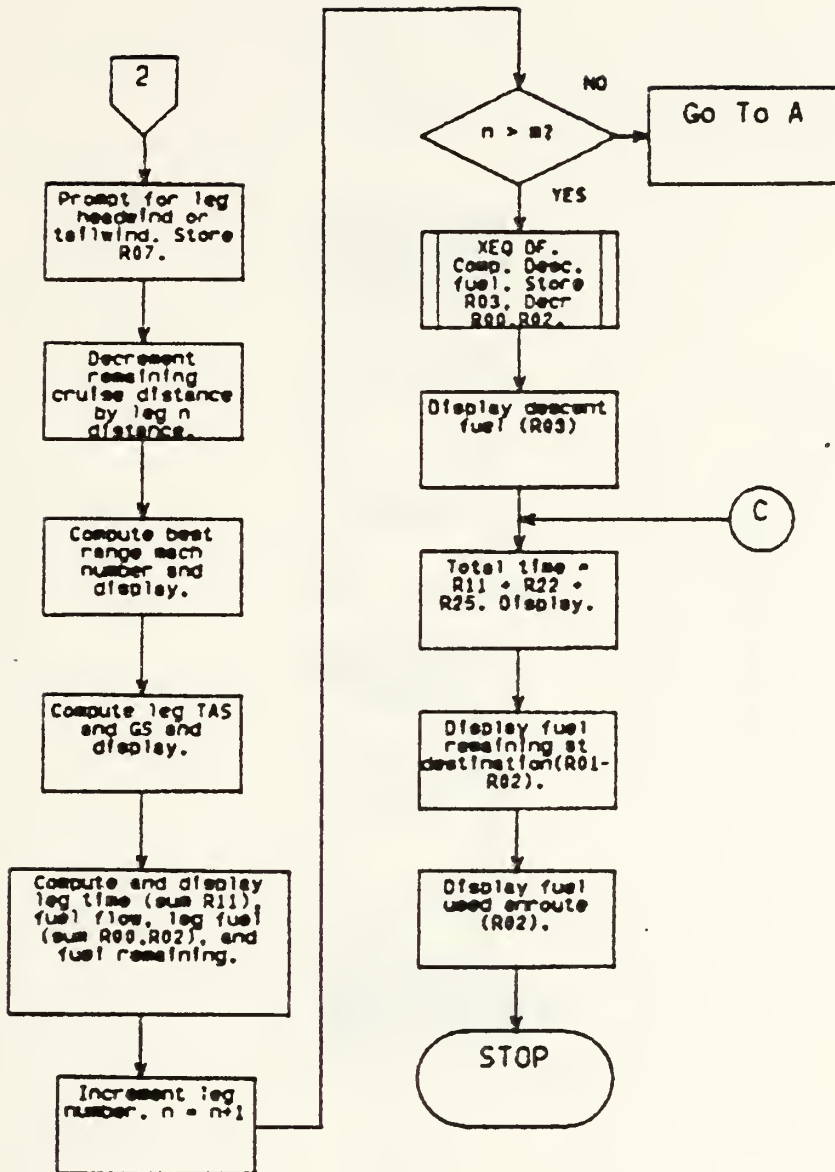 2
Prompt for leg
headwind or
tailwind. Store
R07.
Decrement
remaining
cruise distance
by leg n
distance.
Compute best
range mach
number and
display.
Compute leg TAS
and GS and
display.
Compute and display
leg time (sum R11),
fuel flow, leg fuel
(sum R00,R02), and
fuel remaining.
Increment leg
number. n = n+1
n > m?
NO
Go To A
YES
XEQ DF.
Comp. Desc.
fuel. Store
R03. Decr
R00,R02.
Display descent
fuel (R03)
C
Total time =
R11 + R22 +
R25. Display.
Display fuel
remaining at
destination(R01-
R02).
Display fuel
used enroute
(R02).
STOP